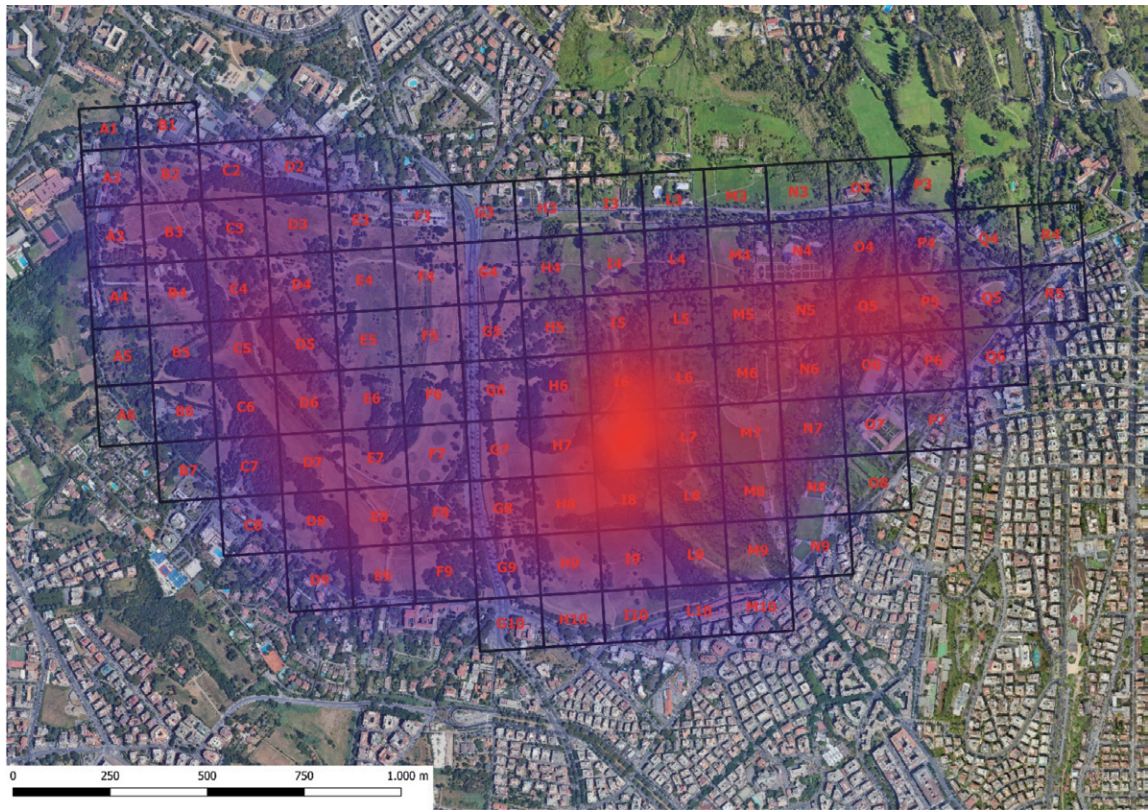 A1 B1
A2 B2 C2 D2
A3 B3 C3 D3 E3 F3 G3 H3 I3 L3 M3 N3 O3 P3
A4 B4 C4 D4 E4 F4 G4 H4 I4 L4 M4 N4 O4 P4 Q4 R4
A5 B5 C5 D5 E5 F5 G5 H5 I5 L5 M5 N5 O5 P5 Q5 R5
A6 B6 C6 D6 E6 F6 G6 H6 I6 L6 M6 N6 O6 P6 Q6
B7 C7 D7 E7 F7 G7 H7 L7 M7 N7 O7 P7
C8 D8 E8 F8 G8 H8 I8 L8 M8 N8 O8
D9 E9 F9 G9 H9 I9 L9 M9 N9
G10 H10 I10 L10 M10
0 250 500 750 1.000 m